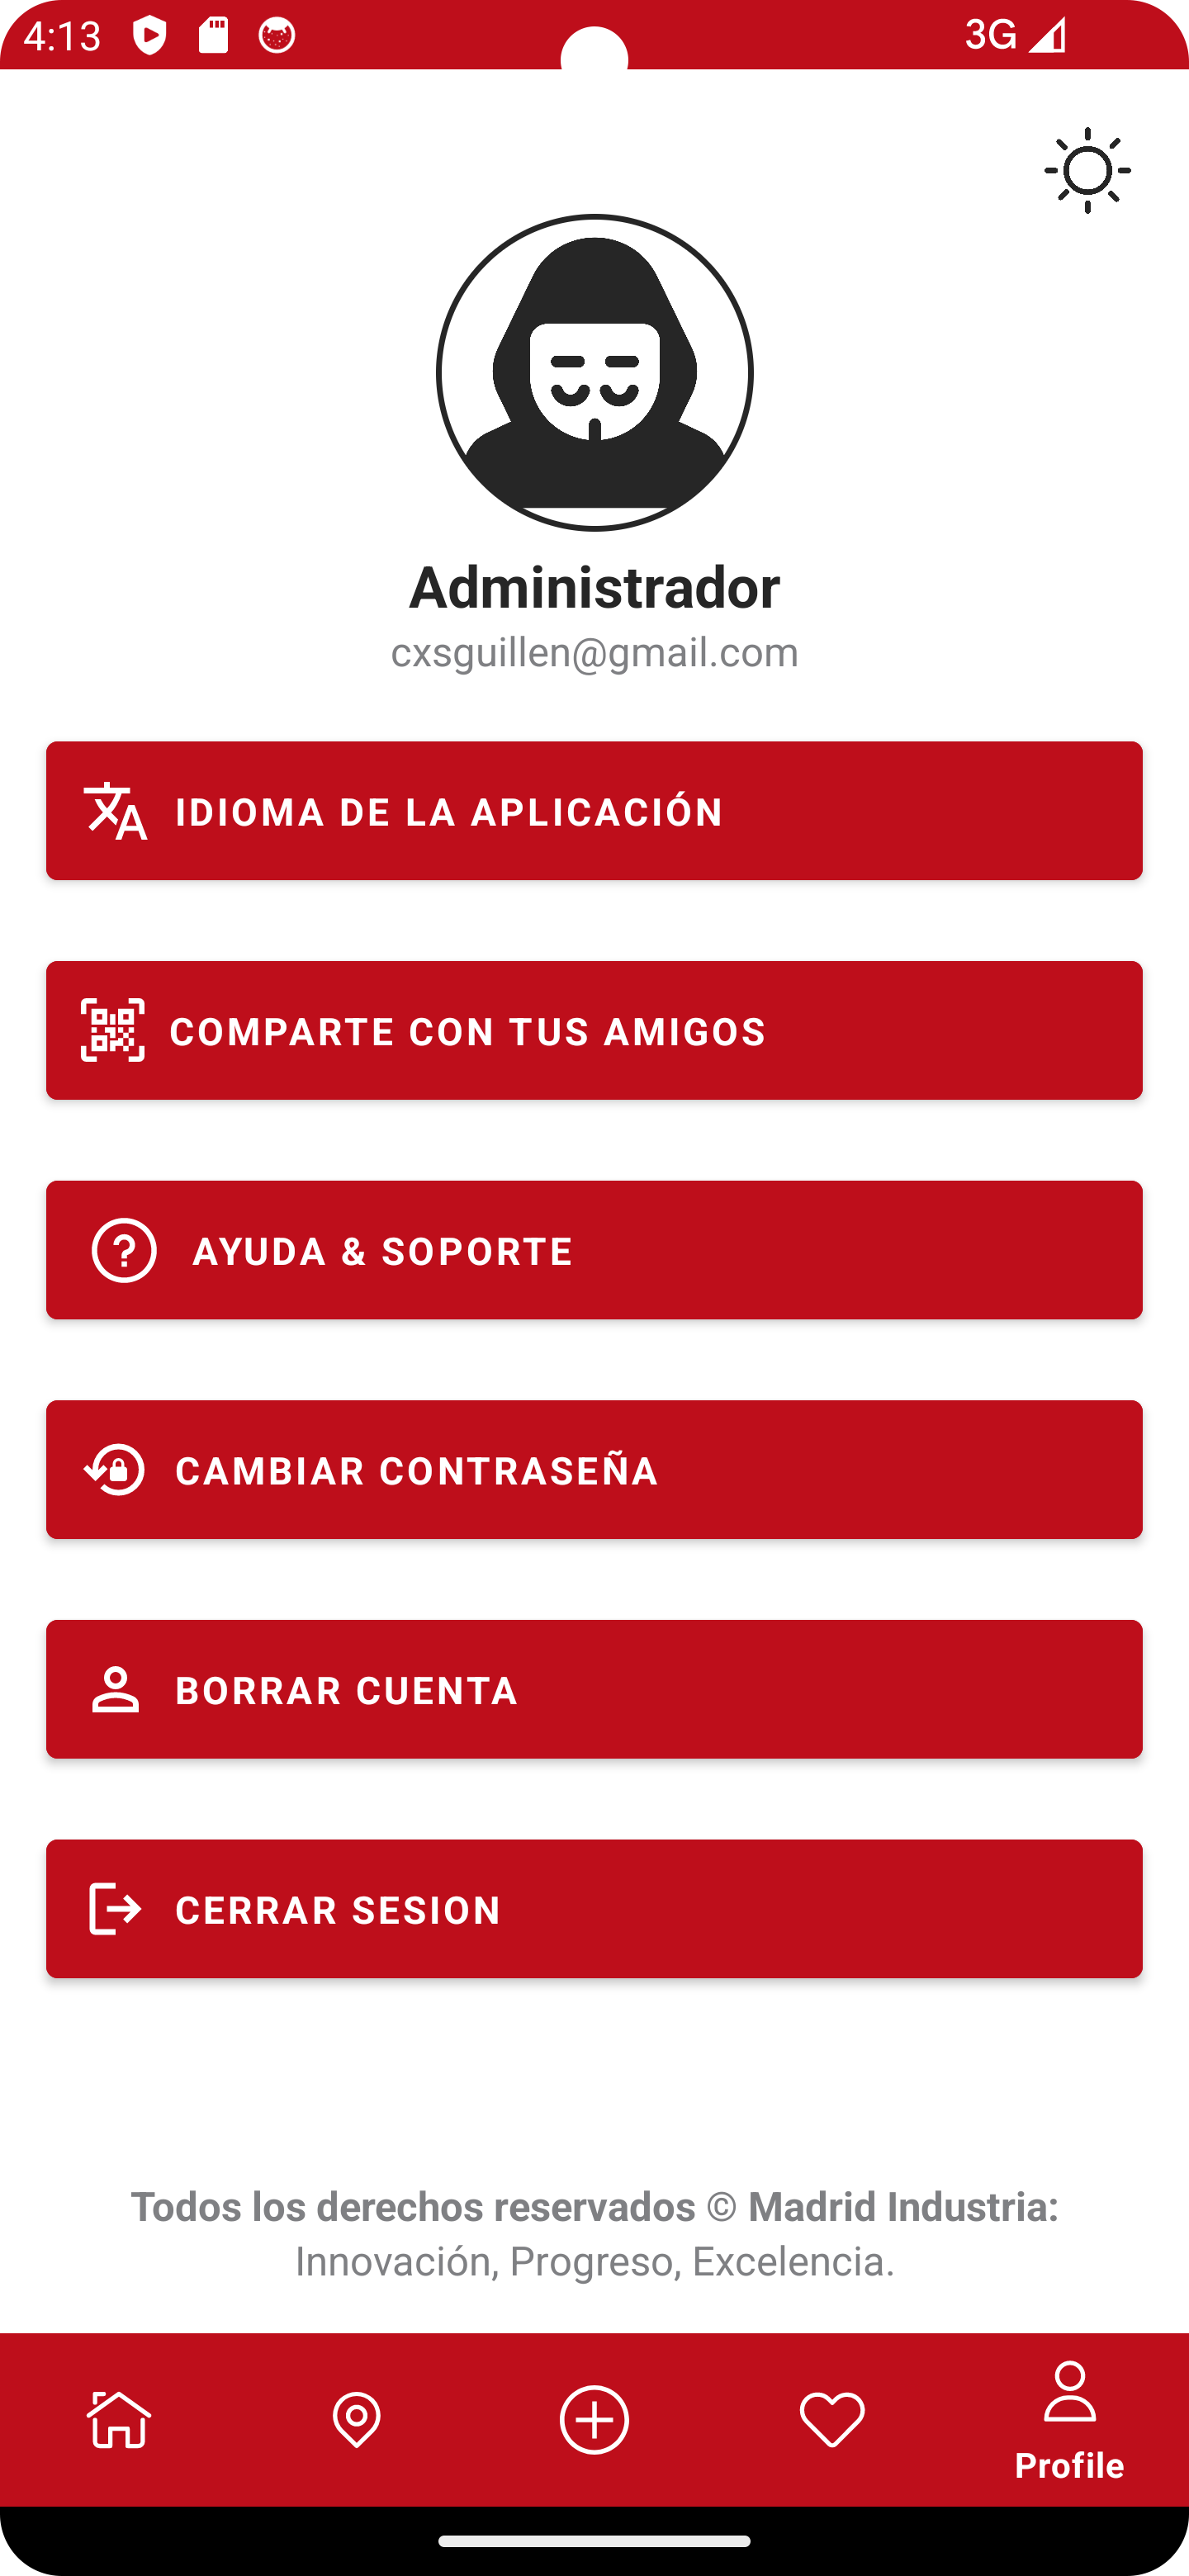 4:13
3G
Administrador
cxsguillen@gmail.com
IDIOMA DE LA APLICACIÓN
COMPARTE CON TUS AMIGOS
AYUDA & SOPORTE
CAMBIAR CONTRASEÑA
BORRAR CUENTA
CERRAR SESION
Todos los derechos reservados © Madrid Industria:
Innovación, Progreso, Excelencia.
Profile